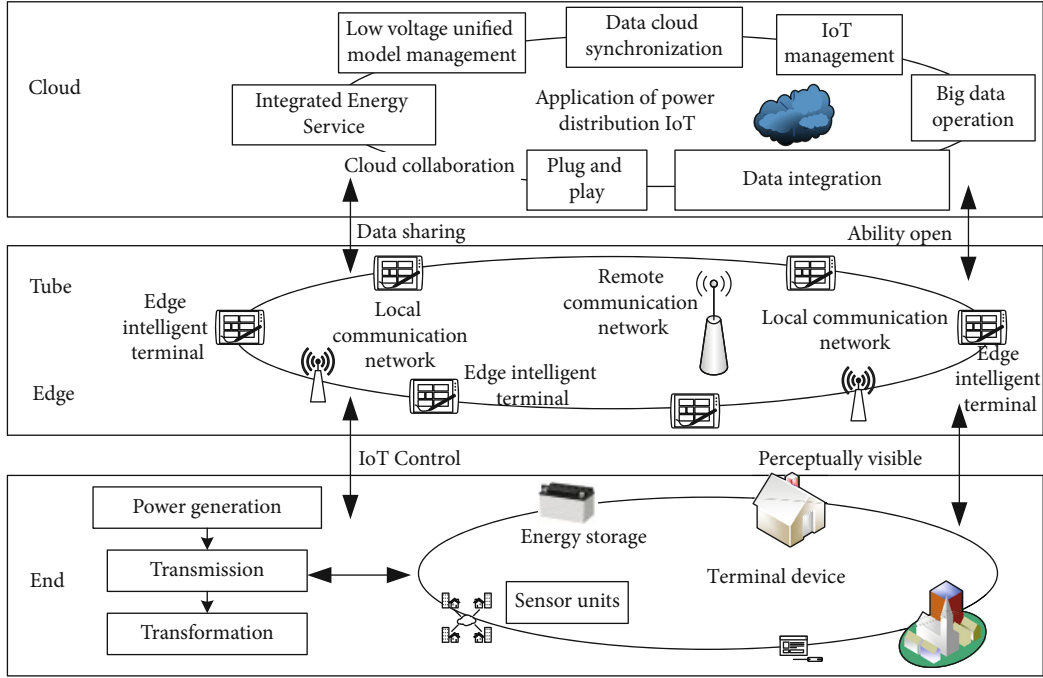 Cloud
Low voltage unified
model management
Data cloud
synchronization
IoT
management
Integrated Energy
Service
Application of power
distribution IoT
Big data
operation
Cloud collaboration
Plug and
play
Data integration
Data sharing
Ability open
Tube
Edge
Edge
intelligent
terminal
Local
communication
network
Remote
communication
network
Local communication
network
Edge intelligent
terminal
Edge
intelligent
terminal
IoT Control
Perceptually visible
End
Power generation
Transmission
Transformation
Energy storage
Terminal device
Sensor units